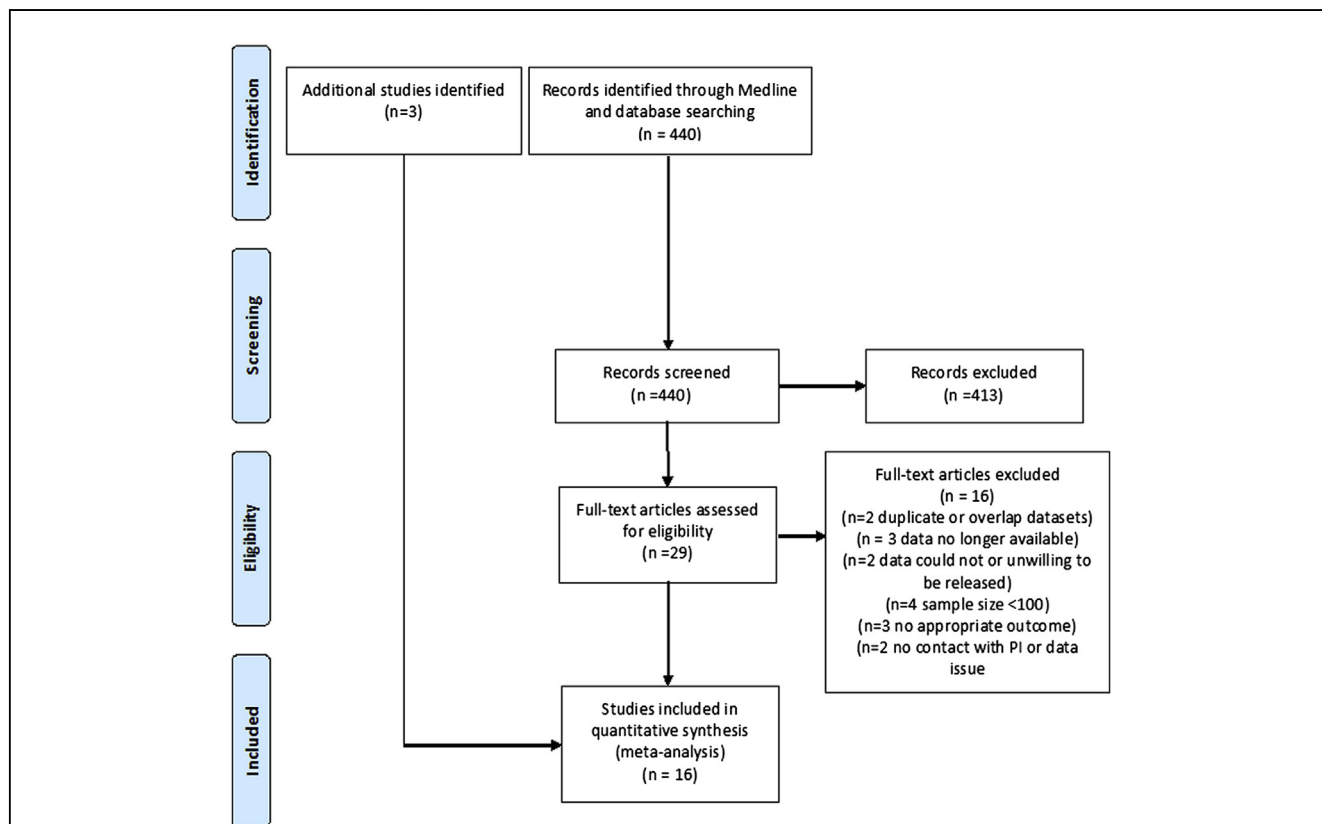 Identification
Additional studies identified
(n=3)
Records identified through Medline
and database searching
(n = 440)
Screening
Records screened
(n =440)
Records excluded
(n =413)
Eligibility
Full-text articles assessed
for eligibility
(n =29)
Full-text articles excluded
(n = 16)
(n=2 duplicate or overlap datasets)
(n = 3 data no longer available)
(n=2 data could not or unwilling to
be released)
(n=4 sample size <100)
(n=3 no appropriate outcome)
(n=2 no contact with PI or data
issue
Included
Studies included in
quantitative synthesis
(meta-analysis)
(n = 16)